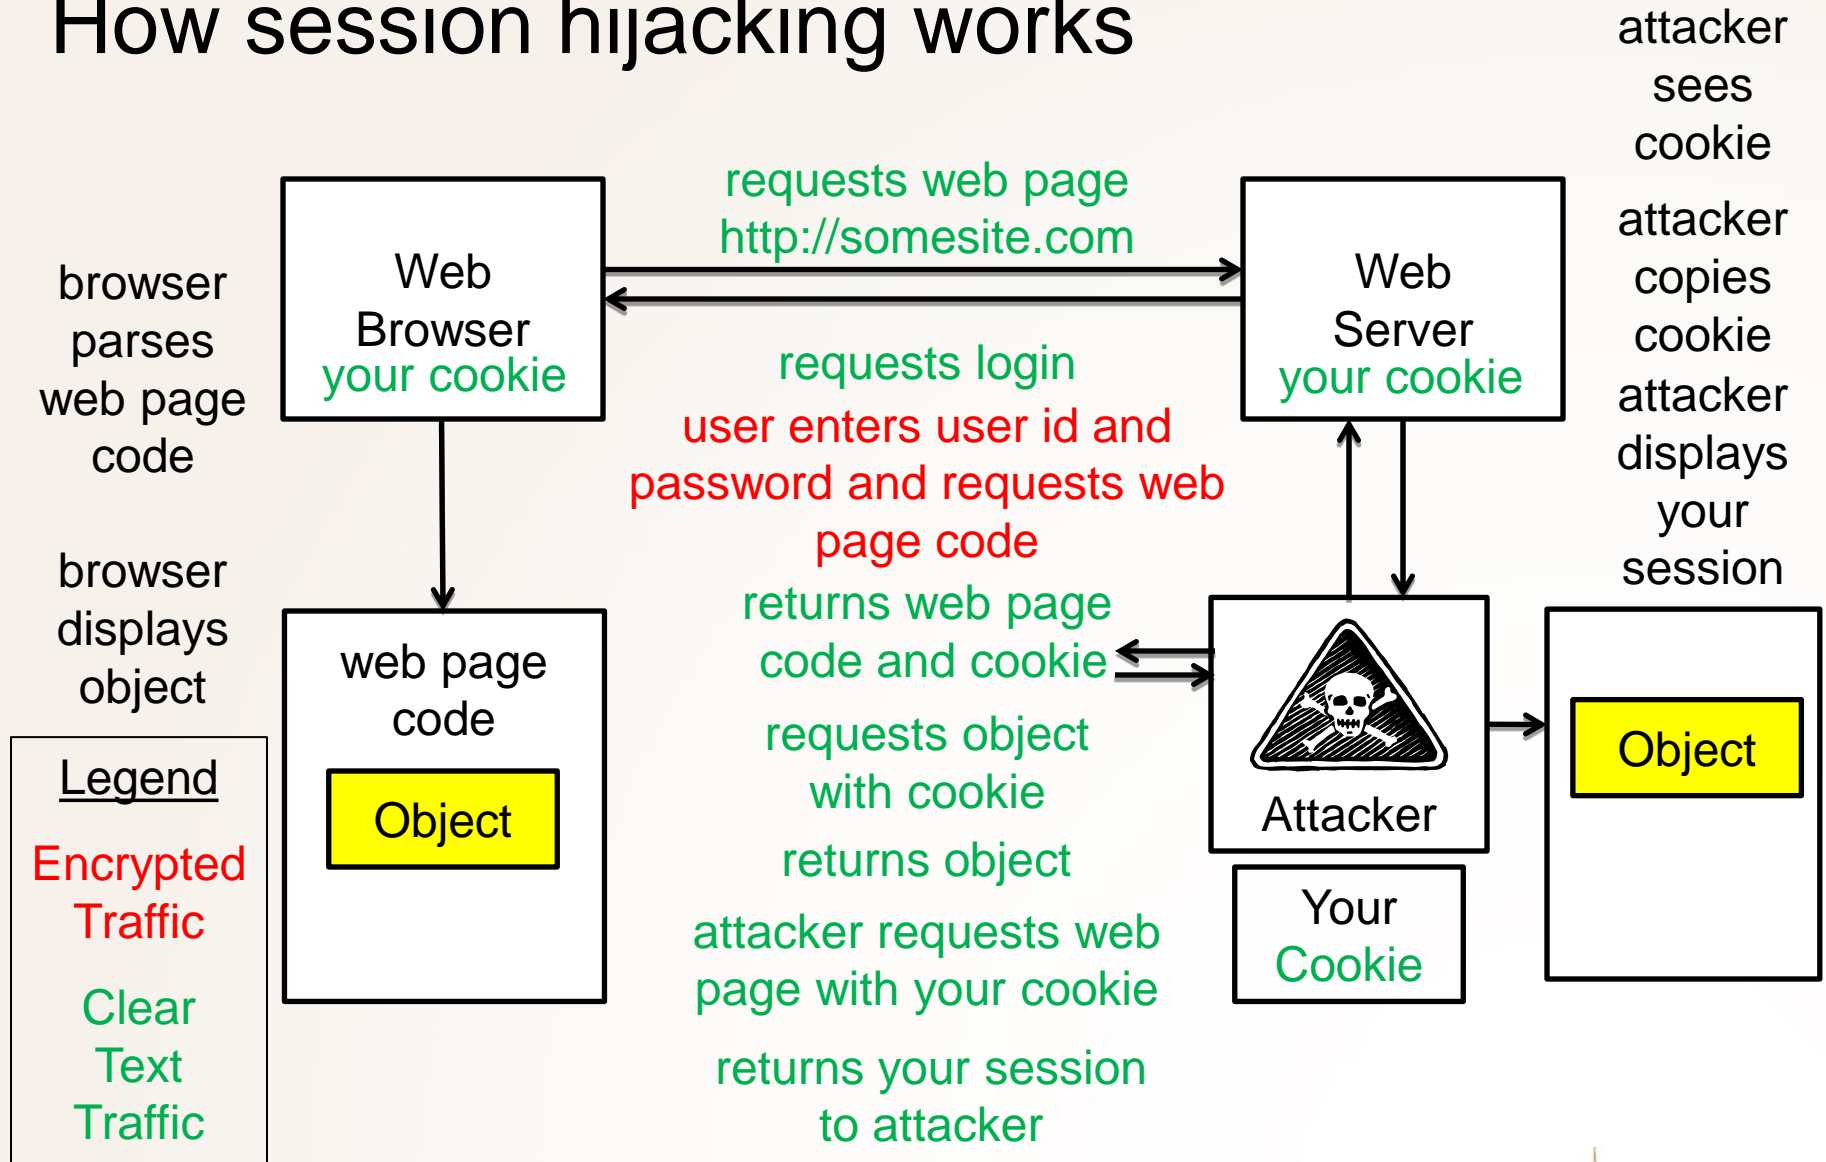 How session hijacking works
browser
parses
web page
code
browser
displays
object
Legend
Encrypted
Traffic
Clear
Text
Traffic
Web
Browser
your cookie
web page
code
Object
requests web page
http://somesite.com
requests login
user enters user id and
password and requests web
page code
returns web page
code and cookie
requests object
with cookie
returns object
attacker requests web
page with your cookie
returns your session
to attacker
Web
Server
your cookie
Attacker
Your
Cookie
attacker
sees
cookie
attacker
copies
cookie
attacker
displays
your
session
Object